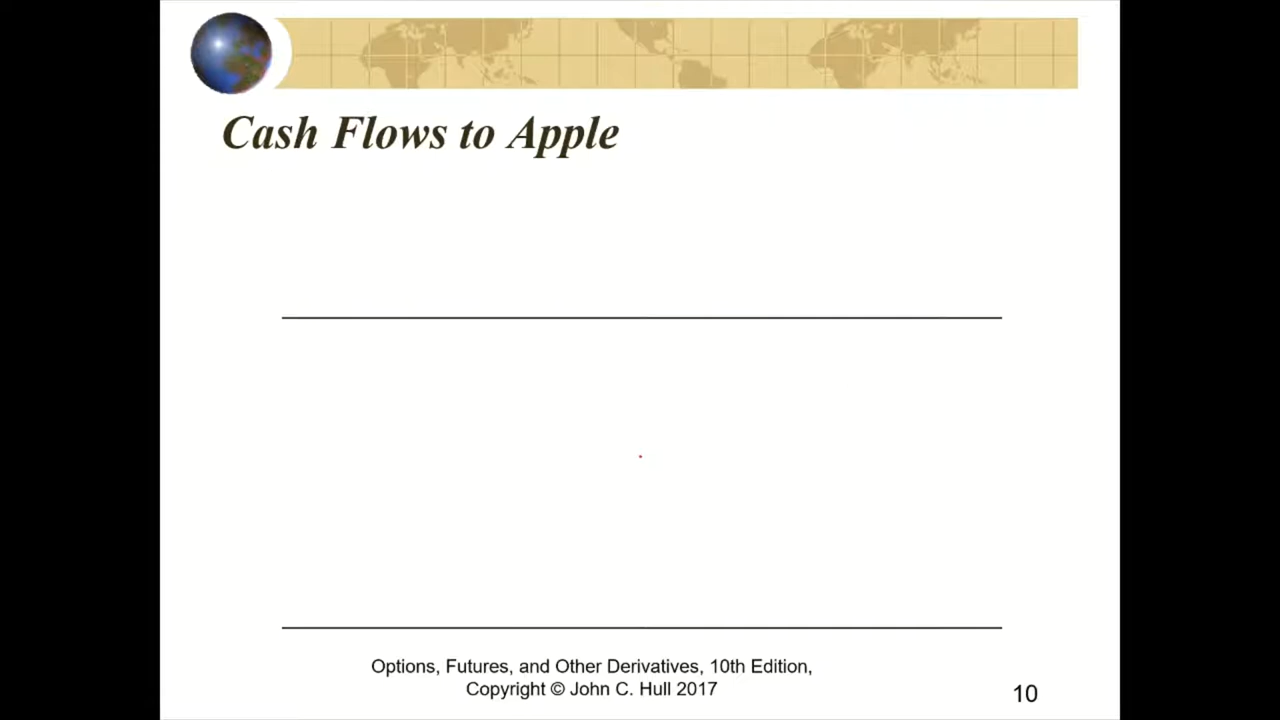 Cash Flows to Apple
Options, Futures, and Other Derivatives, 10th Edition,
Copyright © John C. Hull 2017
10